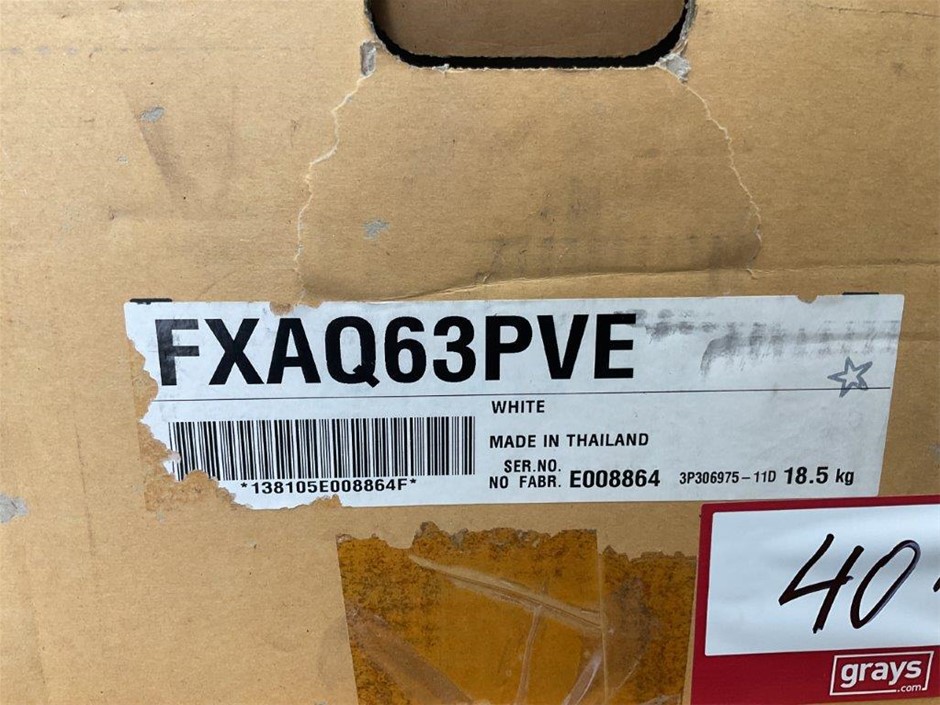 FXAQ63PVE
WHITE
MADE IN THAILAND
SER.NO.
NO FABR. E008864 3P306975-11D 18.5 kg
*138105E008864F*
40
grays
.com